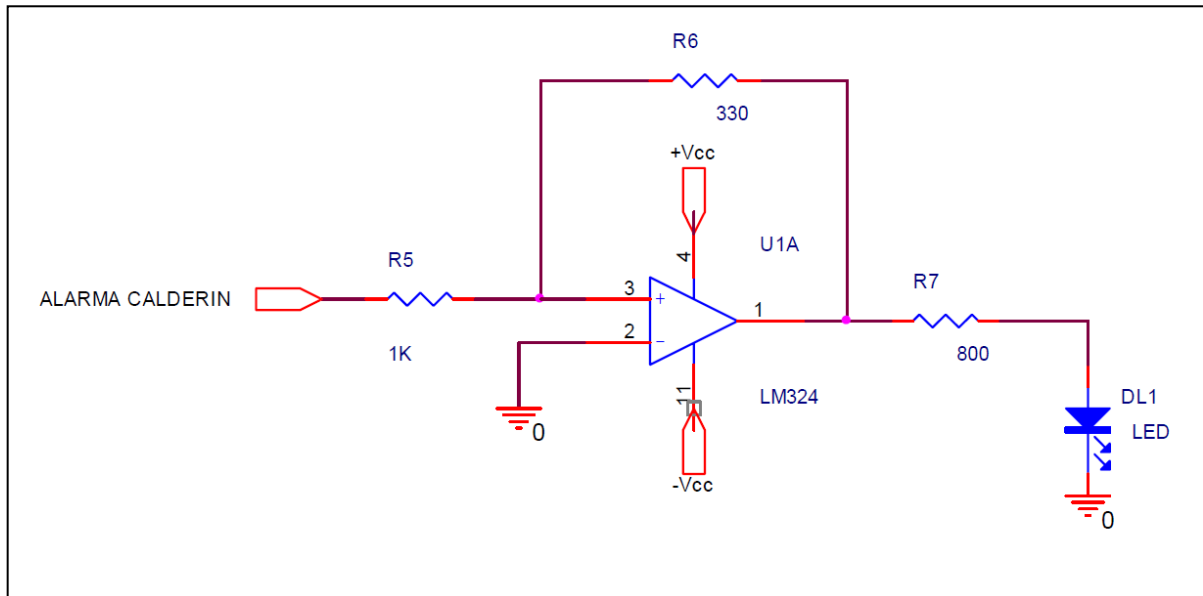 R6
330
+Vcc
4
U1A
R5
ALARMA CALDERIN
3
+
1
R7
2
−
1K
800
11
LM324
DL1
LED
0
-Vcc
0